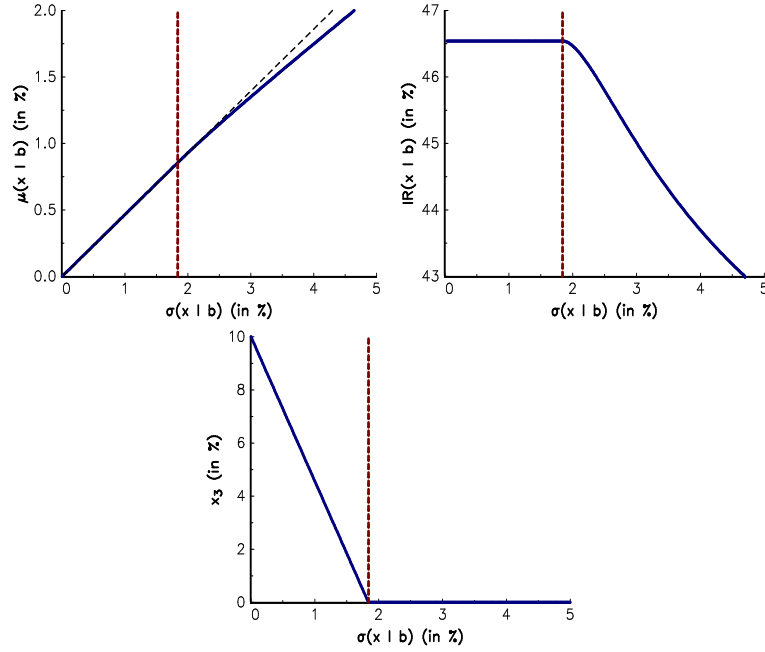 2.0
1.5
1.0
0.5
0.0
μ(x | b) (in %)
0 1 2 3 4 5
σ(x | b) (in %)
47
46
45
44
43
IR(x | b) (in %)
0 1 2 3 4 5
σ(x | b) (in %)
10
8
6
4
2
0
x₃ (in %)
0 1 2 3 4 5
σ(x | b) (in %)